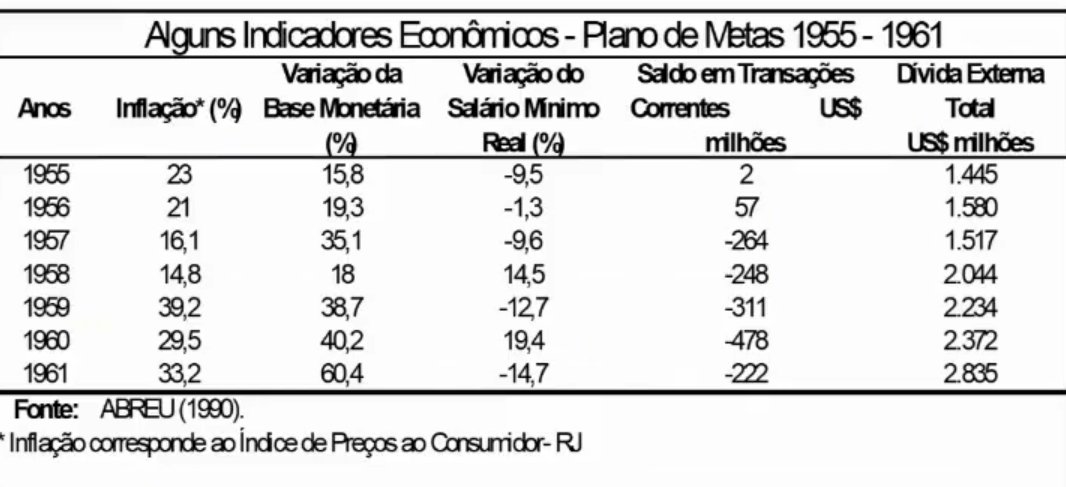 Alguns Indicadores Econômicos - Plano de Metas 1955 - 1961
Variação da Variação do Saldo em Transações Dívida Externa
Anos Inflação* (%) Base Monetária Salário Mínimo Correntes US$ Total
(%) Real (%) milhões US$ milhões
1955 23 15,8 -9,5 2 1.445
1956 21 19,3 -1,3 57 1.580
1957 16,1 35,1 -9,6 -264 1.517
1958 14,8 18 14,5 -248 2.044
1959 39,2 38,7 -12,7 -311 2.234
1960 29,5 40,2 19,4 -478 2.372
1961 33,2 60,4 -14,7 -222 2.835
Fonte: ABREU (1990).
* Inflação corresponde ao Índice de Preços ao Consumidor- RJ